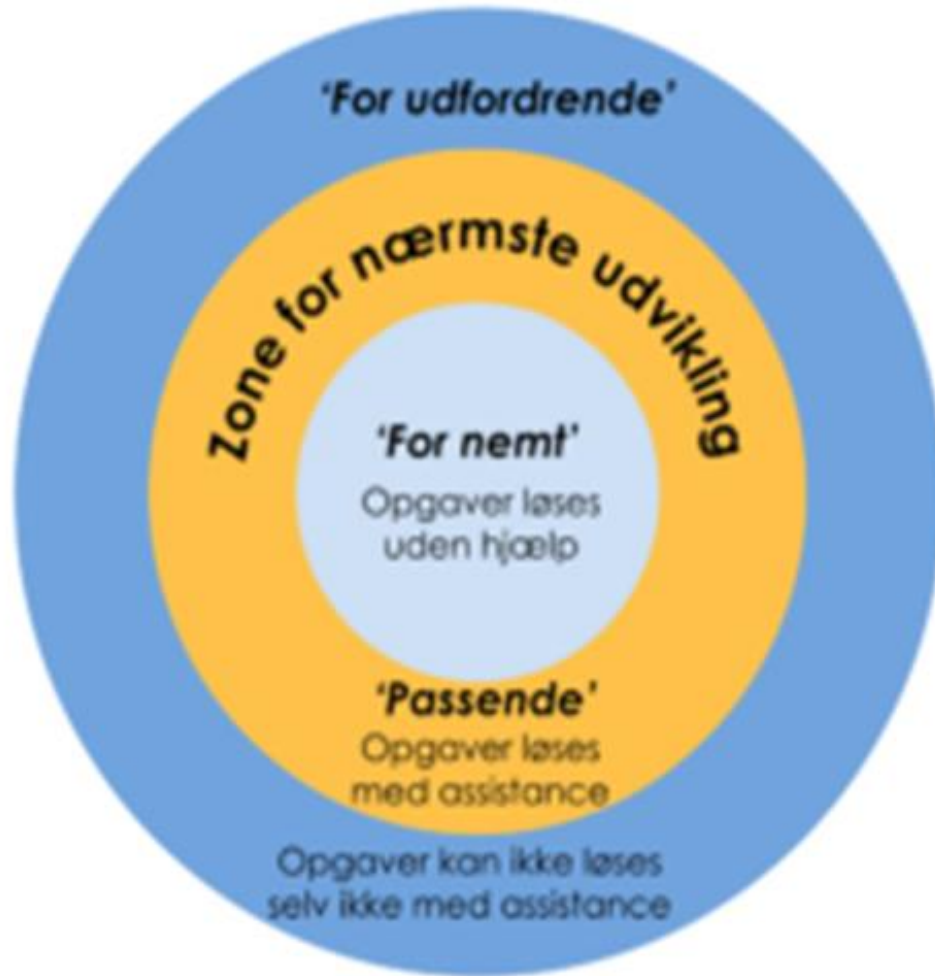 ‘For udfordrende’
Zone for nærmste udvikling
‘For nemt’
Opgaver løses
uden hjælp
‘Passende’
Opgaver løses
med assistance
Opgaver kan ikke løses
selv ikke med assistance